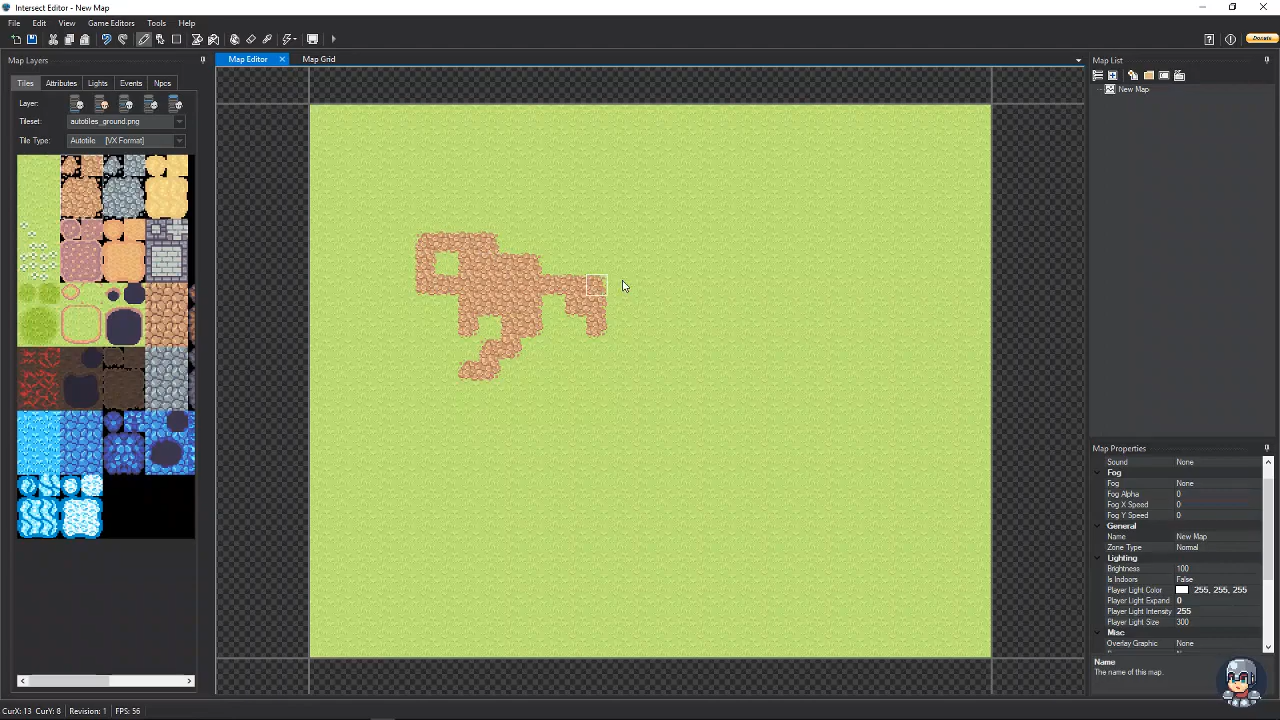 Intersect Editor - New Map
File Edit View Game Editors Tools Help
Donate
Map Layers
Map Editor
Map Grid
Map List
Tiles Attributes Lights Events Npcs
New Map
Layer:
Tileset: autotiles_ground.png
Tile Type: Autotile [VX Format]
Map Properties
Sound None
Fog
Fog None
Fog Alpha 0
Fog X Speed 0
Fog Y Speed 0
General
Name New Map
Zone Type Normal
Lighting
Brightness 100
Is Indoors False
Player Light Color 255, 255, 255
Player Light Expand 0
Player Light Intensity 255
Player Light Size 300
Misc
Overlay Graphic None
Name
The name of this map.
CurX: 13 CurY: 8 Revision: 1 FPS: 56